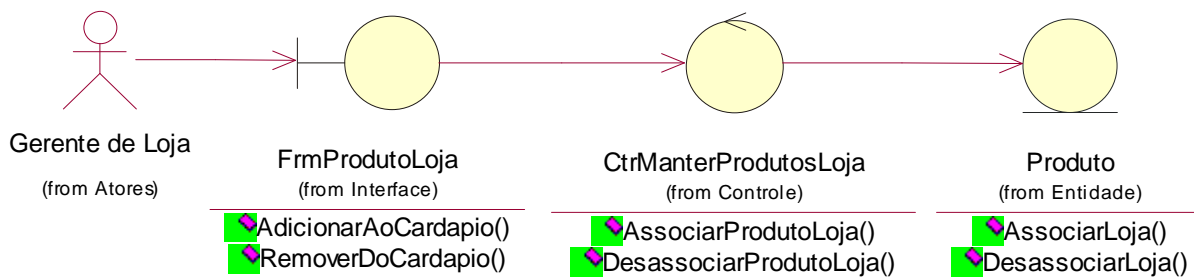 Gerente de Loja
(from Atores)
FrmProdutoLoja
(from Interface)
AdicionarAoCardapio()
RemoverDoCardapio()
CtrManterProdutosLoja
(from Controle)
AssociarProdutoLoja()
DesassociarProdutoLoja()
Produto
(from Entidade)
AssociarLoja()
DesassociarLoja()